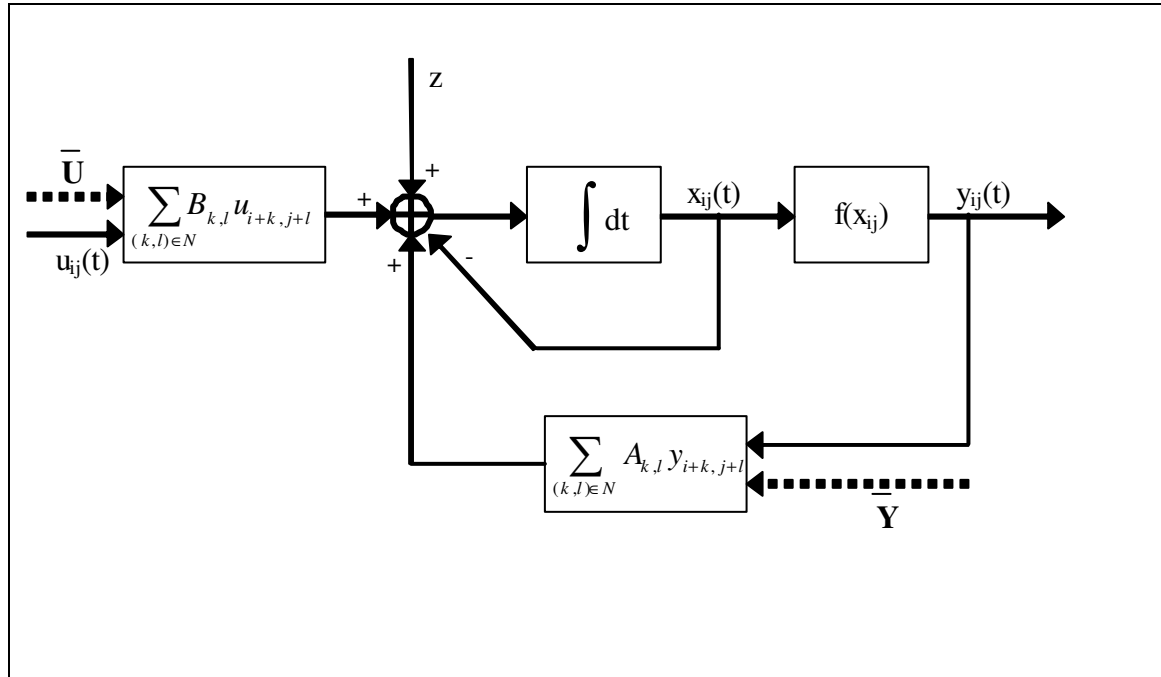 z
+
U̅
∑ B_{k,l} u_{i+k, j+l}
(k,l)∈N
u_{ij}(t)
+
+
-
∫ dt
x_{ij}(t)
f(x_{ij})
y_{ij}(t)
∑ A_{k,l} y_{i+k, j+l}
(k,l)∈N
Y̅